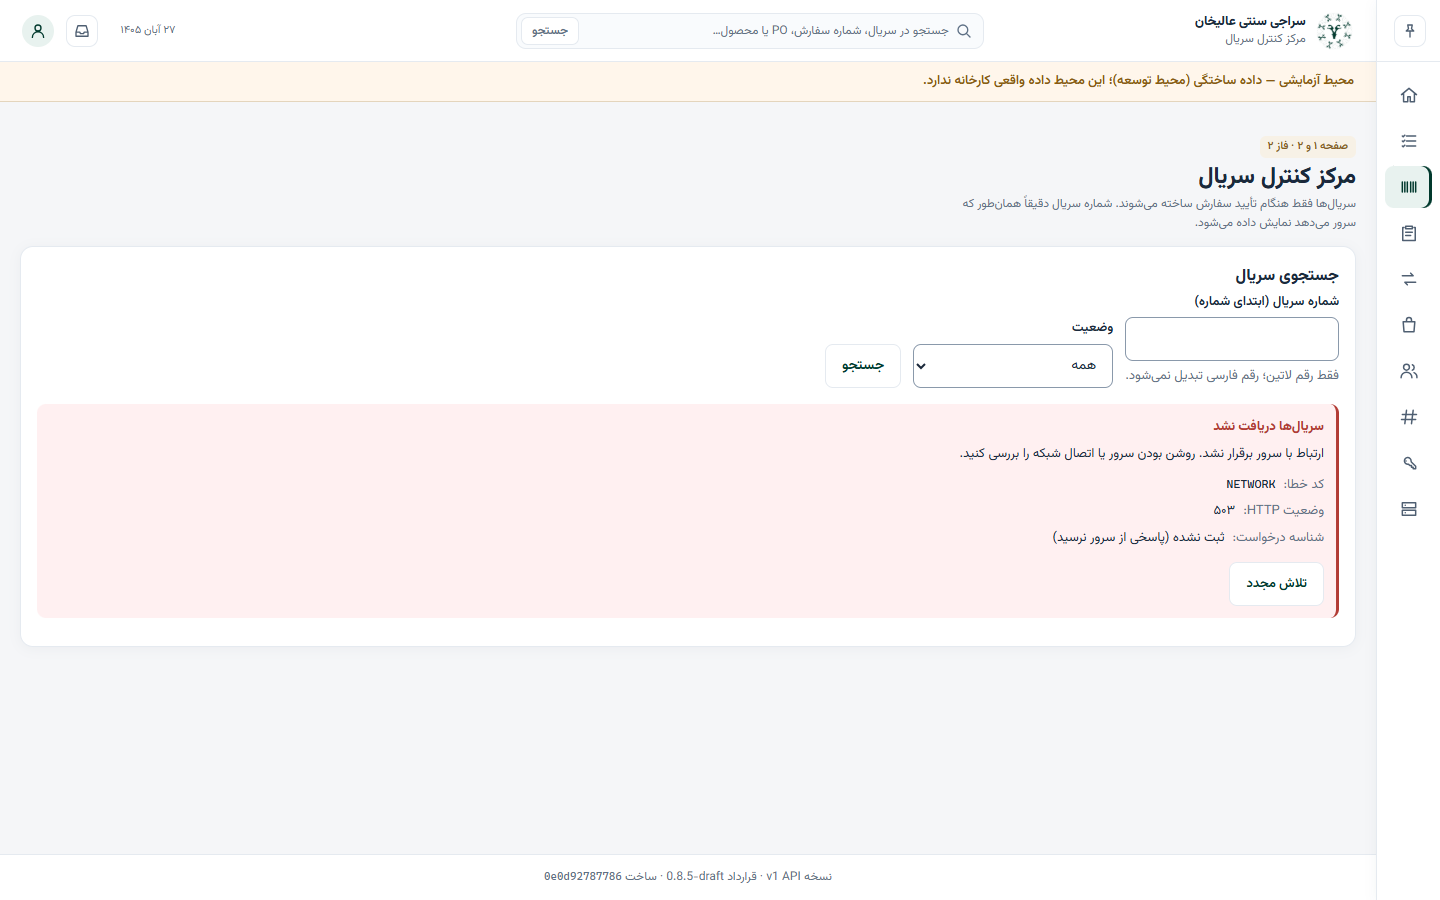 سراجی سنتی عالیخان
مرکز کنترل سریال
جستجو در سریال، شماره سفارش، PO یا محصول…
جستجو
۲۷ آبان ۱۴۰۵
محیط آزمایشی — داده ساختگی (محیط توسعه)؛ این محیط داده واقعی کارخانه ندارد.
صفحه ۱ و ۲ · فاز ۲
مرکز کنترل سریال
سریال‌ها فقط هنگام تأیید سفارش ساخته می‌شوند. شماره سریال دقیقاً همان‌طور که
سرور می‌دهد نمایش داده می‌شود.
جستجوی سریال
شماره سریال (ابتدای شماره)
فقط رقم لاتین؛ رقم فارسی تبدیل نمی‌شود.
وضعیت
همه
جستجو
سریال‌ها دریافت نشد
ارتباط با سرور برقرار نشد. روشن بودن سرور یا اتصال شبکه را بررسی کنید.
کد خطا: NETWORK
وضعیت HTTP: ۵۰۳
شناسه درخواست: ثبت نشده (پاسخی از سرور نرسید)
تلاش مجدد
نسخه v1 API · قرارداد 0.8.5-draft · ساخت 0e0d92787786